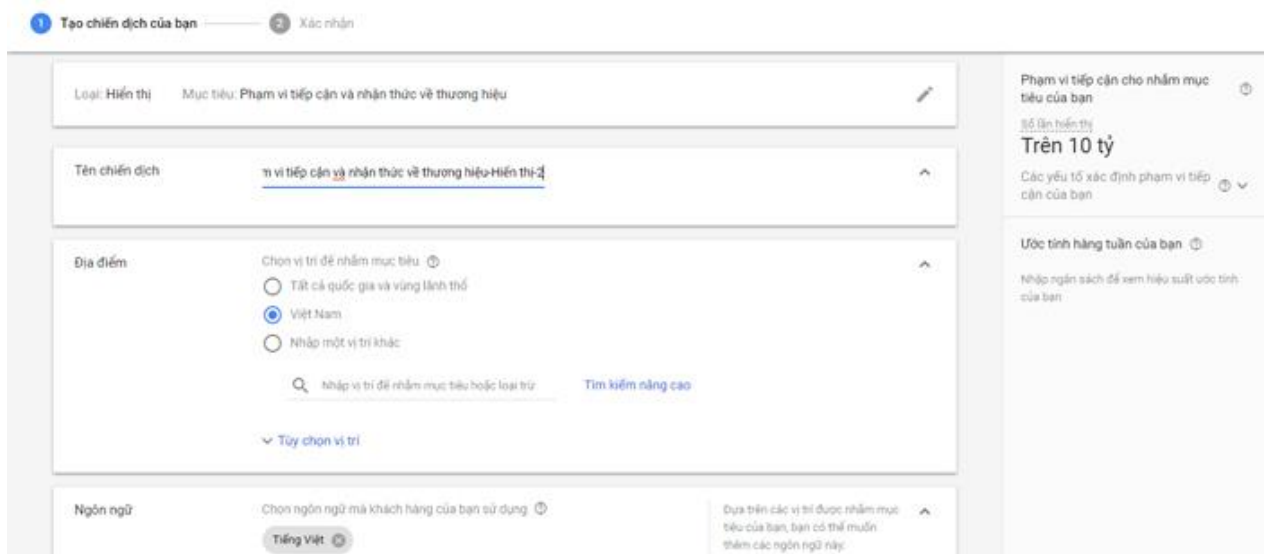 1 Tạo chiến dịch của bạn 2 Xác nhận
Loại: Hiển thị Mục tiêu: Phạm vi tiếp cận và nhận thức về thương hiệu
Tên chiến dịch
m vi tiếp cận và nhận thức về thương hiệu-Hiển thị-2
Địa điểm
Chọn vị trí để nhắm mục tiêu
Tất cả quốc gia và vùng lãnh thổ
Việt Nam
Nhập một vị trí khác
Nhập vị trí để nhắm mục tiêu hoặc loại trừ
Tìm kiếm nâng cao
Tùy chọn vị trí
Ngôn ngữ
Chọn ngôn ngữ mà khách hàng của bạn sử dụng
Tiếng Việt
Dựa trên các vị trí được nhắm mục
tiêu của bạn, bạn có thể muốn
thêm các ngôn ngữ này:
Phạm vi tiếp cận cho nhắm mục
tiêu của bạn
Số lần hiển thị
Trên 10 tỷ
Các yếu tố xác định phạm vi tiếp
cận của bạn
Ước tính hàng tuần của bạn
Nhập ngân sách để xem hiệu suất ước tính
của bạn